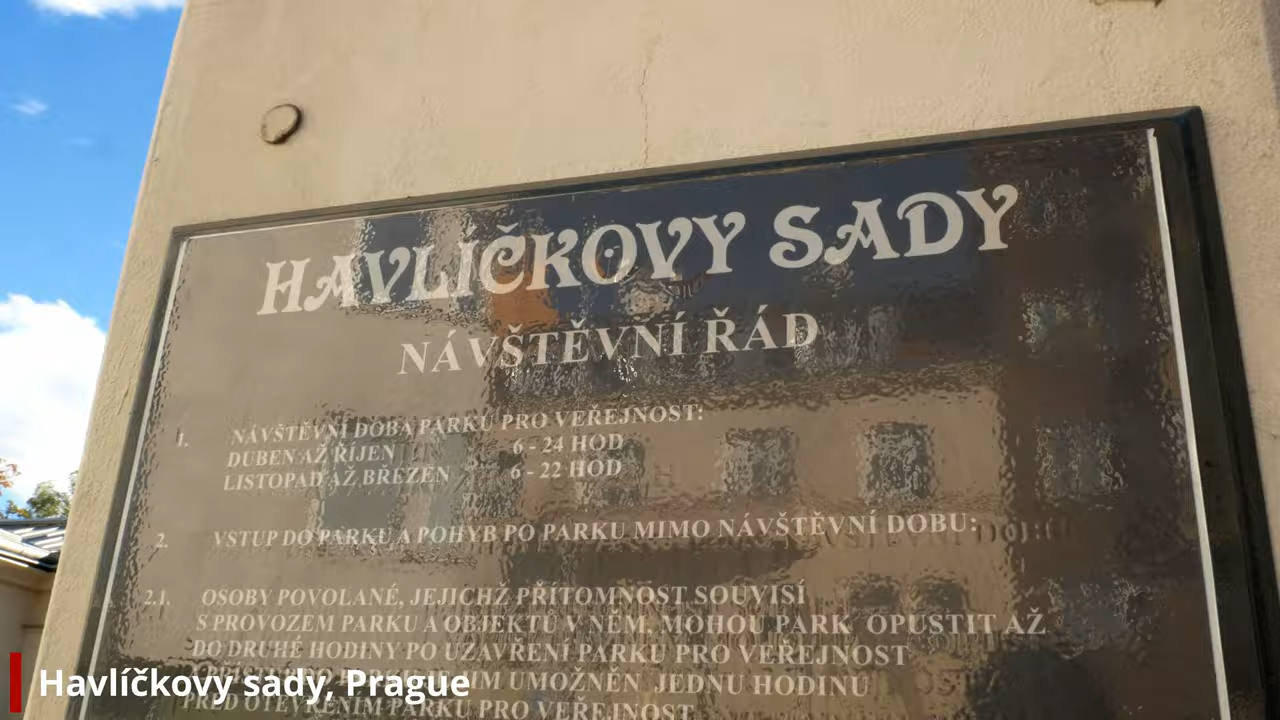 HAVLÍČKOVY SADY
NÁVŠTĚVNÍ ŘÁD
1. NÁVŠTĚVNÍ DOBA PARKU PRO VEŘEJNOST:
DUBEN AŽ ŘÍJEN 6 - 24 HOD
LISTOPAD AŽ BŘEZEN 6 - 22 HOD
2. VSTUP DO PARKU A POHYB PO PARKU MIMO NÁVŠTĚVNÍ DOBU:
2.1. OSOBY POVOLANÉ, JEJICHŽ PŘÍTOMNOST SOUVISÍ
S PROVOZEM PARKU A OBJEKTŮ V NĚM, MOHOU PARK OPUSTIT AŽ
DO DRUHÉ HODINY PO UZAVŘENÍ PARKU PRO VEŘEJNOST
UMOŽNĚN JEDNU HODINU
PŘED OTEVŘENÍM PARKU PRO VEŘEJNOST
Havlíčkovy sady, Prague